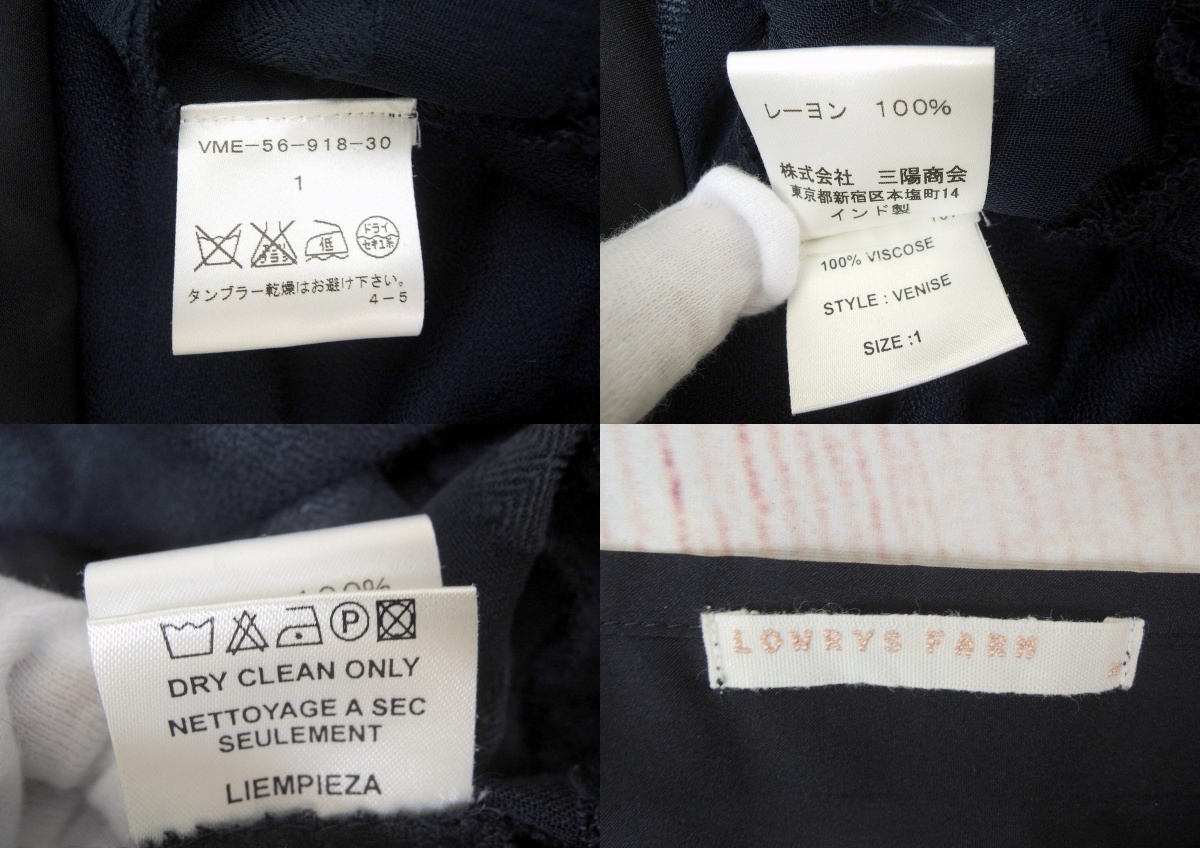 VME-56-918-30
1
低
ドライ
セキユ系
タンブラー乾燥はお避け下さい。
4-5
レーヨン 100%
株式会社 三陽商会
東京都新宿区本塩町14
インド製
100% VISCOSE
STYLE : VENISE
SIZE :1
100%
P
DRY CLEAN ONLY
NETTOYAGE A SEC
SEULEMENT
LIEMPIEZA
LOWRYS FARM